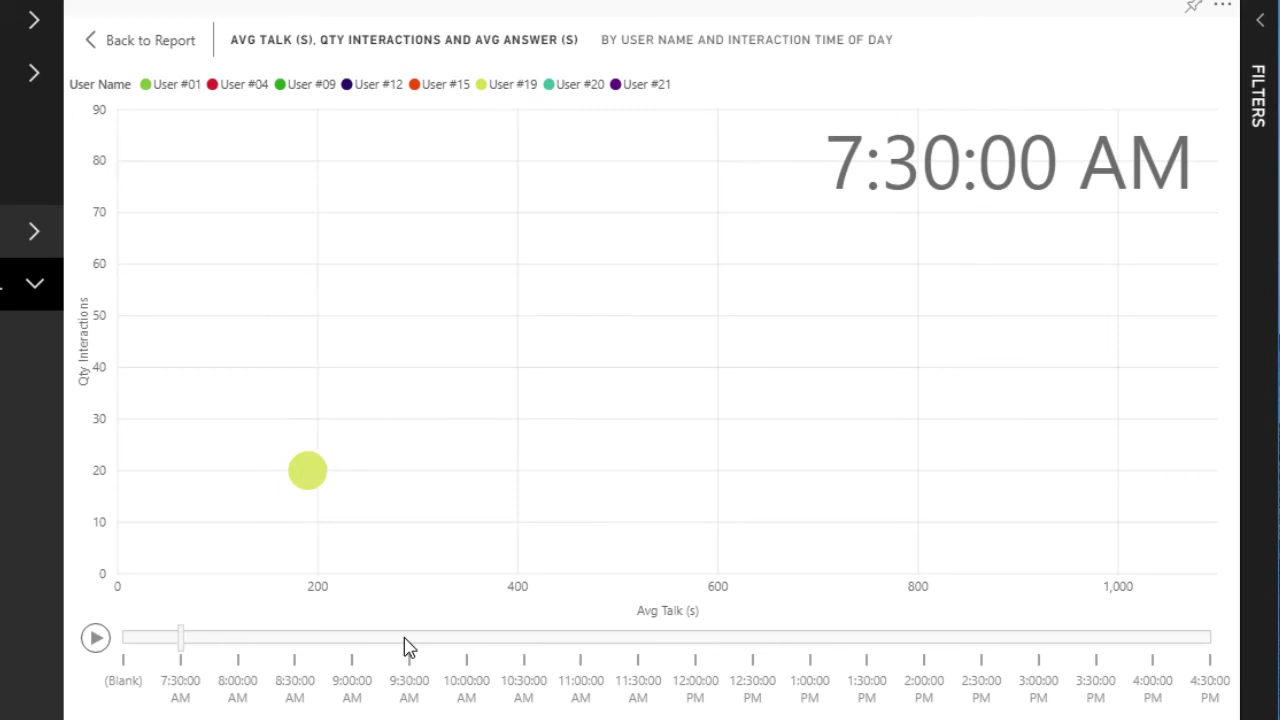 Back to Report
AVG TALK (S), QTY INTERACTIONS AND AVG ANSWER (S)
BY USER NAME AND INTERACTION TIME OF DAY
FILTERS
User Name User #01 User #04 User #09 User #12 User #15 User #19 User #20 User #21
7:30:00 AM
90
80
70
60
50
40
30
20
10
0
Qty Interactions
0 200 400 600 800 1,000
Avg Talk (s)
(Blank) 7:30:00 8:00:00 8:30:00 9:00:00 9:30:00 10:00:00 10:30:00 11:00:00 11:30:00 12:00:00 12:30:00 1:00:00 1:30:00 2:00:00 2:30:00 3:00:00 3:30:00 4:00:00 4:30:00
AM AM AM AM AM AM AM AM AM PM PM PM PM PM PM PM PM PM PM